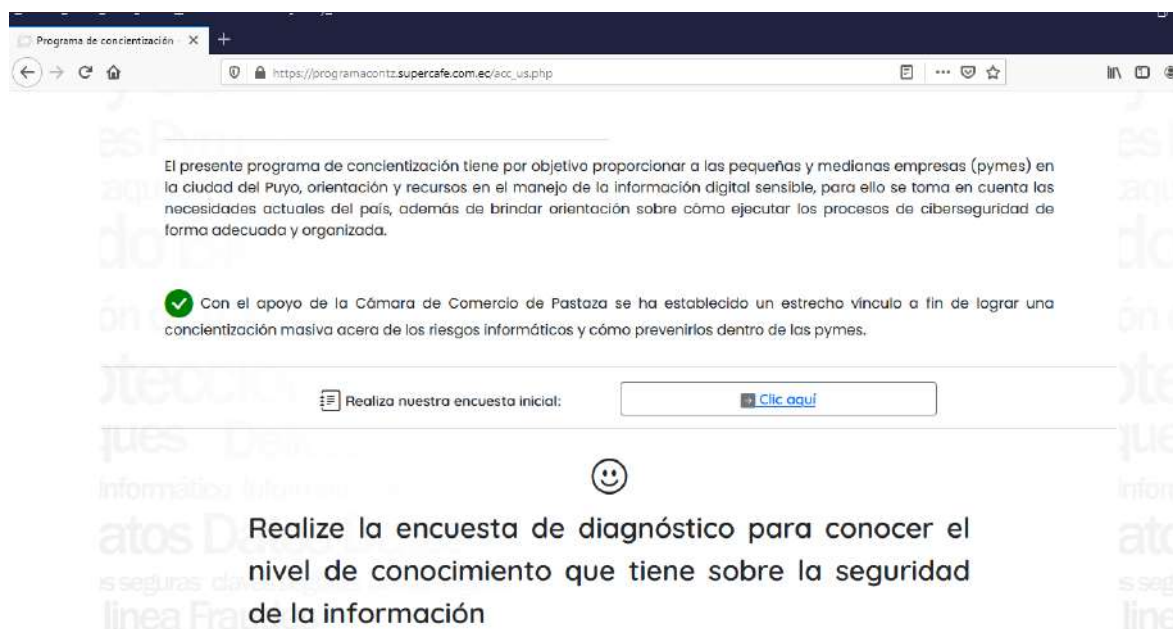 Programa de concientización
https://programacontz.supercafe.com.ec/acc_us.php
El presente programa de concientización tiene por objetivo proporcionar a las pequeñas y medianas empresas (pymes) en
la ciudad del Puyo, orientación y recursos en el manejo de la información digital sensible, para ello se toma en cuenta las
necesidades actuales del país, además de brindar orientación sobre cómo ejecutar los procesos de ciberseguridad de
forma adecuada y organizada.
Con el apoyo de la Cámara de Comercio de Pastaza se ha establecido un estrecho vínculo a fin de lograr una
concientización masiva acera de los riesgos informáticos y cómo prevenirlos dentro de las pymes.
Realiza nuestra encuesta inicial:
Clic aquí
Realize la encuesta de diagnóstico para conocer el
nivel de conocimiento que tiene sobre la seguridad
de la información